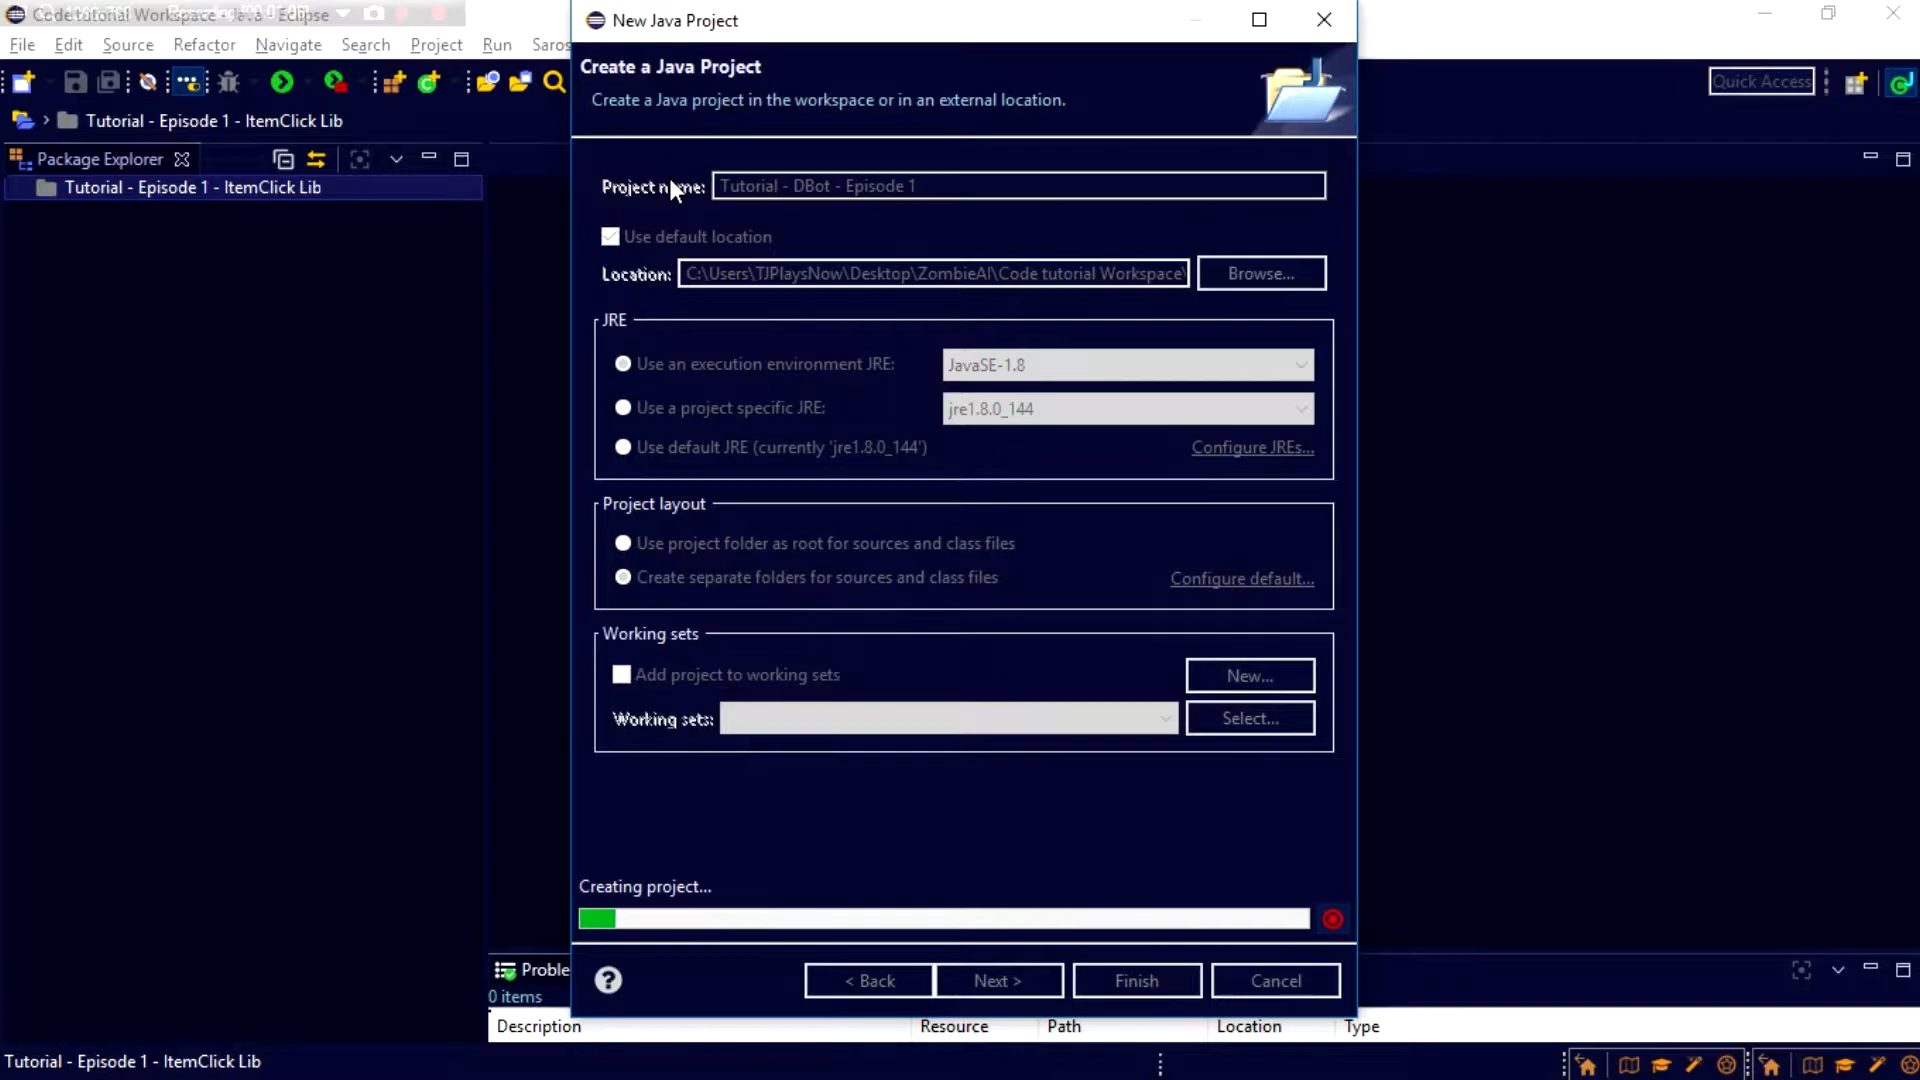 Code tutorial Workspace - Java - Eclipse
New Java Project
File Edit Source Refactor Navigate Search Project Run Saros
Create a Java Project
Create a Java project in the workspace or in an external location.
Quick Access
Tutorial - Episode 1 - ItemClick Lib
Package Explorer
Tutorial - Episode 1 - ItemClick Lib
Project name: Tutorial - DBot - Episode 1
Use default location
Location: C:\Users\TJPlaysNow\Desktop\ZombieAI\Code tutorial Workspace\ Browse...
JRE
Use an execution environment JRE: JavaSE-1.8
Use a project specific JRE: jre1.8.0_144
Use default JRE (currently 'jre1.8.0_144') Configure JREs...
Project layout
Use project folder as root for sources and class files
Create separate folders for sources and class files Configure default...
Working sets
Add project to working sets New...
Working sets: Select...
Creating project...
Proble
< Back Next > Finish Cancel
0 items
Description Resource Path Location Type
Tutorial - Episode 1 - ItemClick Lib